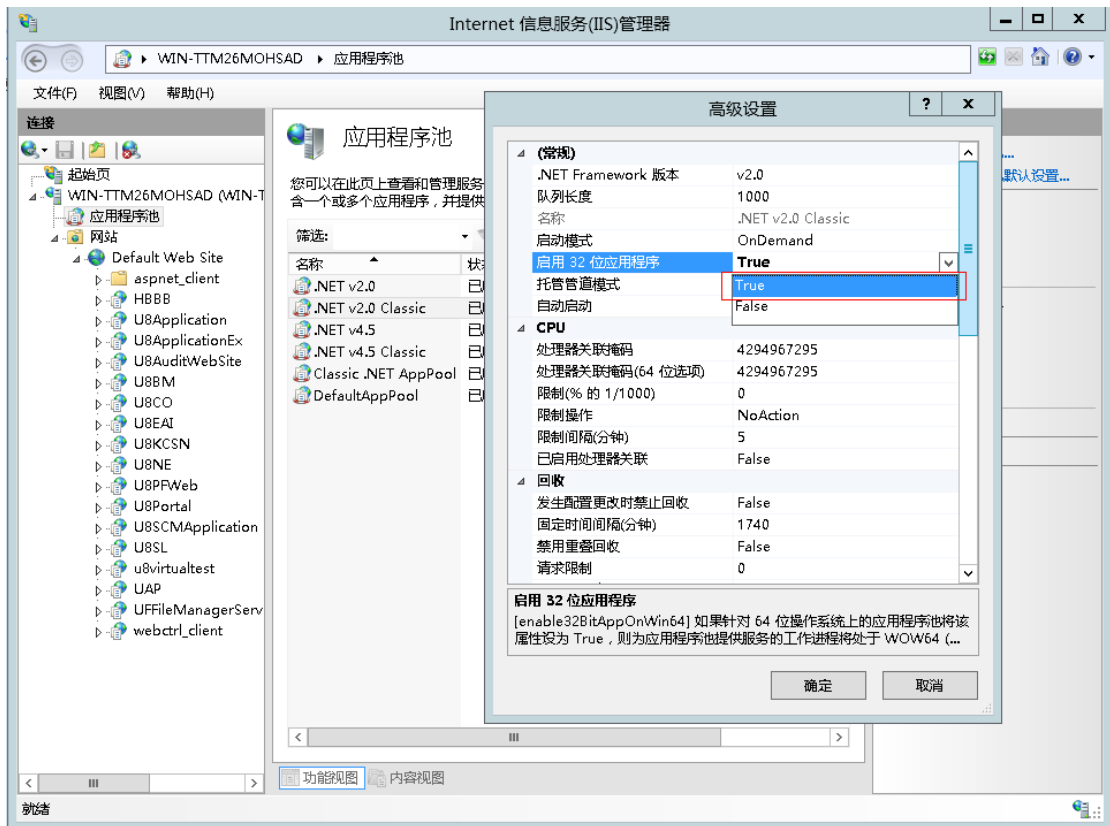 Internet 信息服务(IIS)管理器
WIN-TTM26MOHSAD
应用程序池
文件(F) 视图(V) 帮助(H)
连接
起始页
WIN-TTM26MOHSAD (WIN-T
应用程序池
网站
Default Web Site
aspnet_client
HBBB
U8Application
U8ApplicationEx
U8AuditWebSite
U8BM
U8CO
U8EAI
U8KCSN
U8NE
U8PFWeb
U8Portal
U8SCMApplication
U8SL
u8virtualtest
UAP
UFFileManagerServ
webctrl_client
应用程序池
您可以在此页上查看和管理服务
含一个或多个应用程序，并提供
筛选:
名称
.NET v2.0 已
.NET v2.0 Classic 已
.NET v4.5 已
.NET v4.5 Classic 已
Classic .NET AppPool 已
DefaultAppPool 已
功能视图 内容视图
...
默认设置...
高级设置
(常规)
.NET Framework 版本 v2.0
队列长度 1000
名称 .NET v2.0 Classic
启动模式 OnDemand
启用 32 位应用程序 True
托管管道模式
True
自动启动
False
CPU
处理器关联掩码 4294967295
处理器关联掩码(64 位选项) 4294967295
限制(% 的 1/1000) 0
限制操作 NoAction
限制间隔(分钟) 5
已启用处理器关联 False
回收
发生配置更改时禁止回收 False
固定时间间隔(分钟) 1740
禁用重叠回收 False
请求限制 0
启用 32 位应用程序
[enable32BitAppOnWin64] 如果针对 64 位操作系统上的应用程序池将该
属性设为 True，则为应用程序池提供服务的工作进程将处于 WOW64 (...
确定 取消
就绪